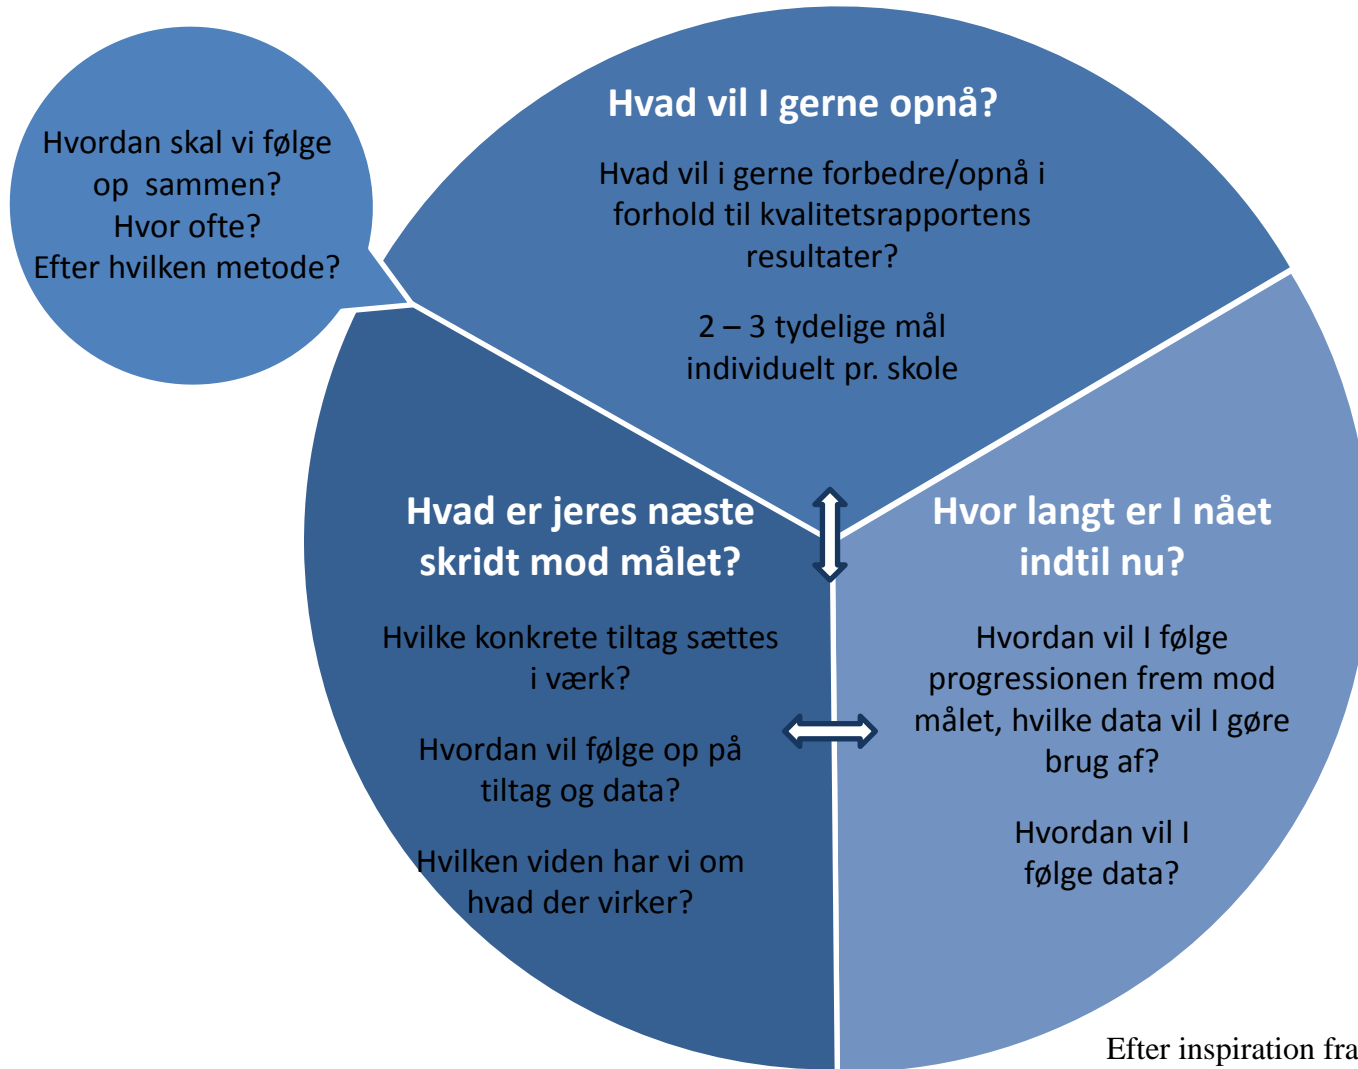 Hvordan skal vi følge
op sammen?
Hvor ofte?
Efter hvilken metode?
Hvad vil I gerne opnå?
Hvad vil i gerne forbedre/opnå i
forhold til kvalitetsrapportens
resultater?
2 – 3 tydelige mål
individuelt pr. skole
Hvad er jeres næste
skridt mod målet?
Hvilke konkrete tiltag sættes
i værk?
Hvordan vil følge op på
tiltag og data?
Hvilken viden har vi om
hvad der virker?
Hvor langt er I nået
indtil nu?
Hvordan vil I følge
progressionen frem mod
målet, hvilke data vil I gøre
brug af?
Hvordan vil I
følge data?
Efter inspiration fra